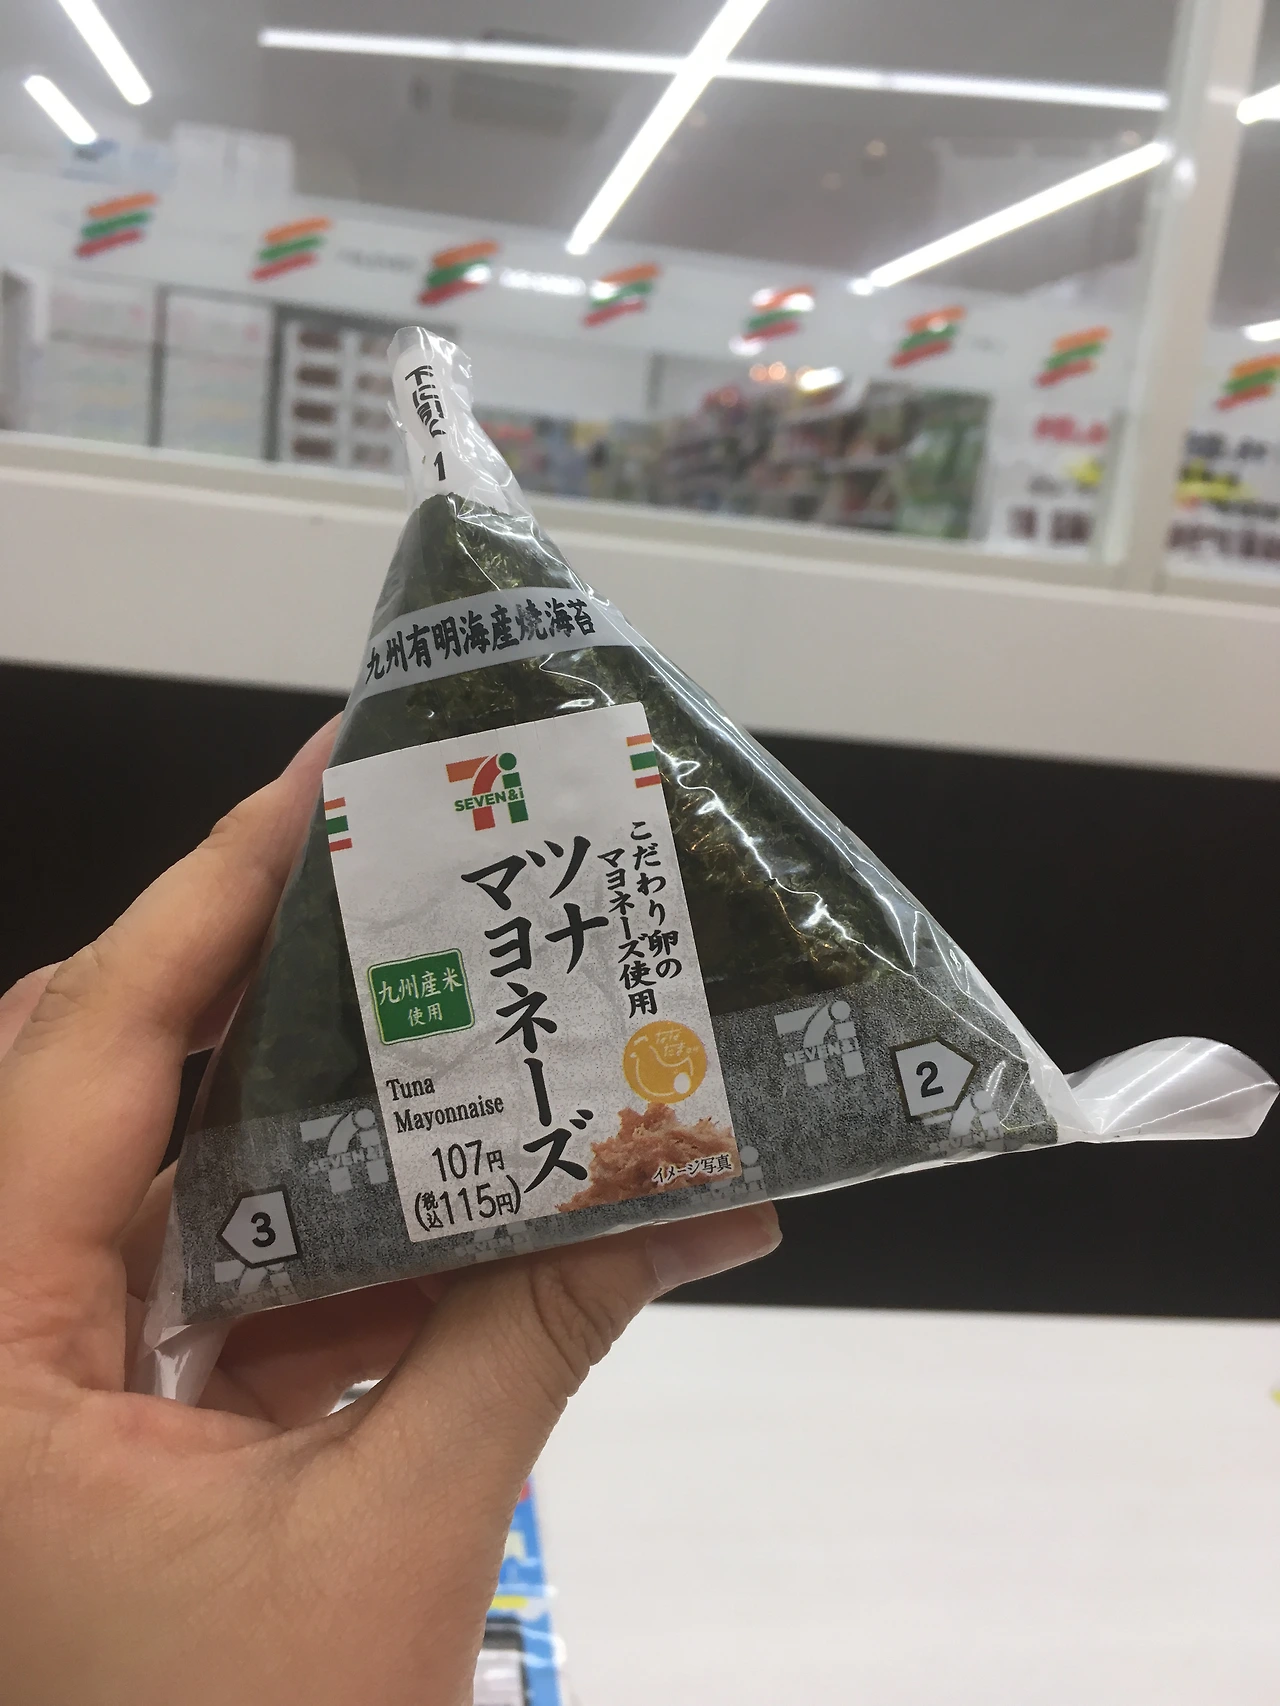 下に引く
1
九州有明海産焼海苔
SEVEN&i
こだわり卵の
マヨネーズ使用
ツナ
マヨネーズ
九州産米
使用
Tuna
Mayonnaise
107円
(税込115円)
イメージ写真
SEVEN&i
2
SEVEN&i
3